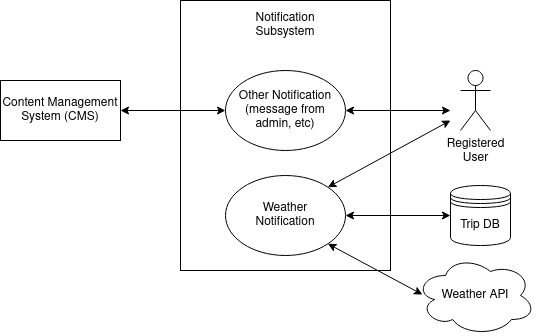 Notification
Subsystem
Content Management
System (CMS)
Other Notification
(message from
admin, etc)
Registered
User
Weather
Notification
Trip DB
Weather API